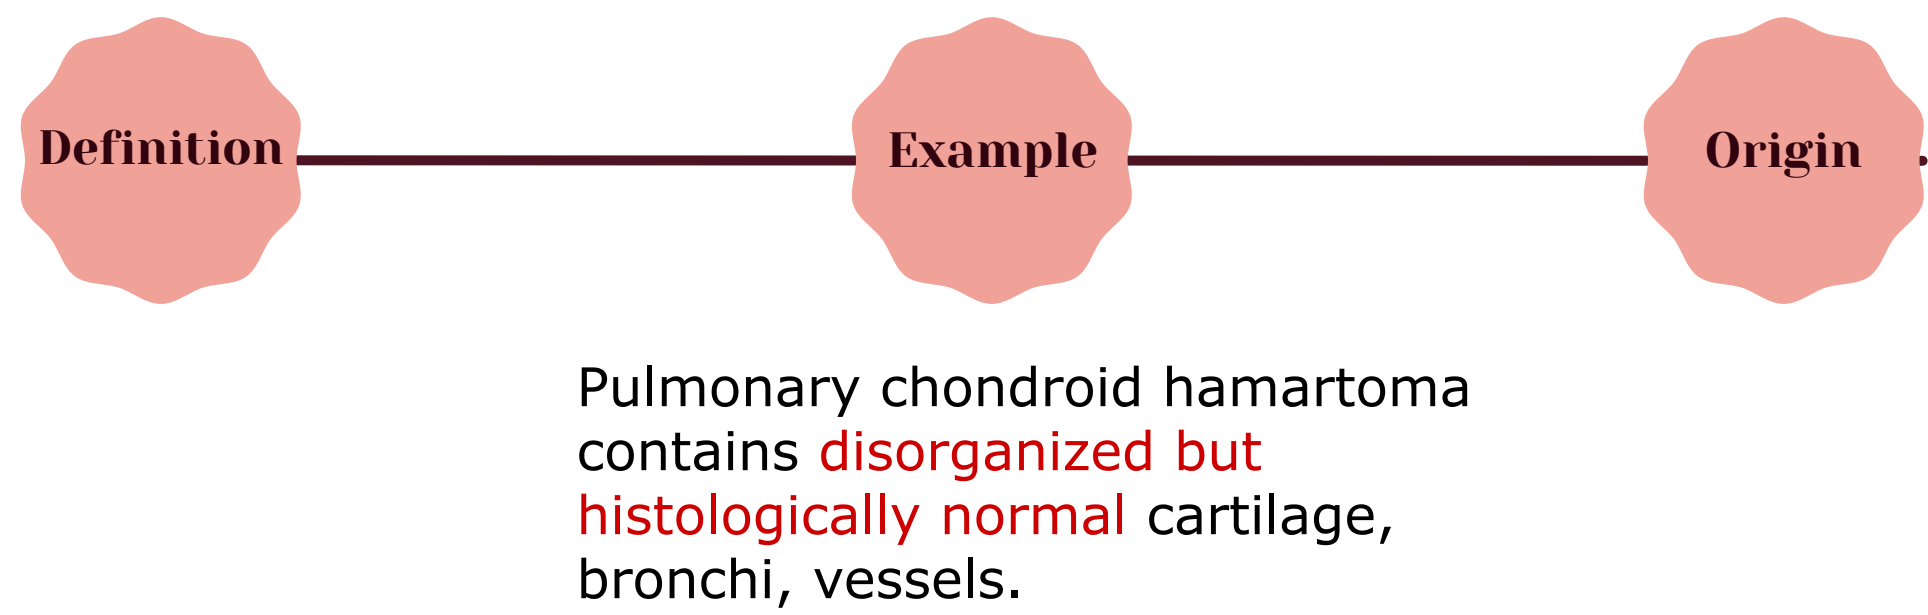 Definition
Example
Origin
Pulmonary chondroid hamartoma
contains disorganized but
histologically normal cartilage,
bronchi, vessels.